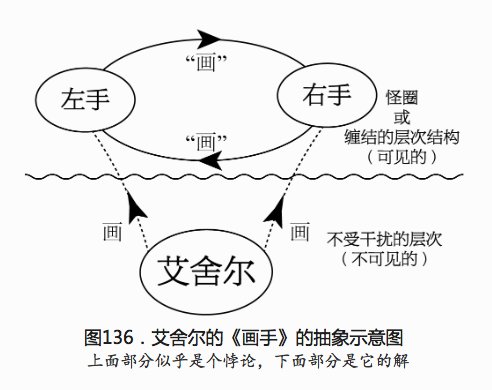 “画”
左手
右手
“画”
怪圈
或
缠结的层次结构
（可见的）
画
画
艾舍尔
不受干扰的层次
（不可见的）
图136．艾舍尔的《画手》的抽象示意图
上面部分似乎是个悖论，下面部分是它的解